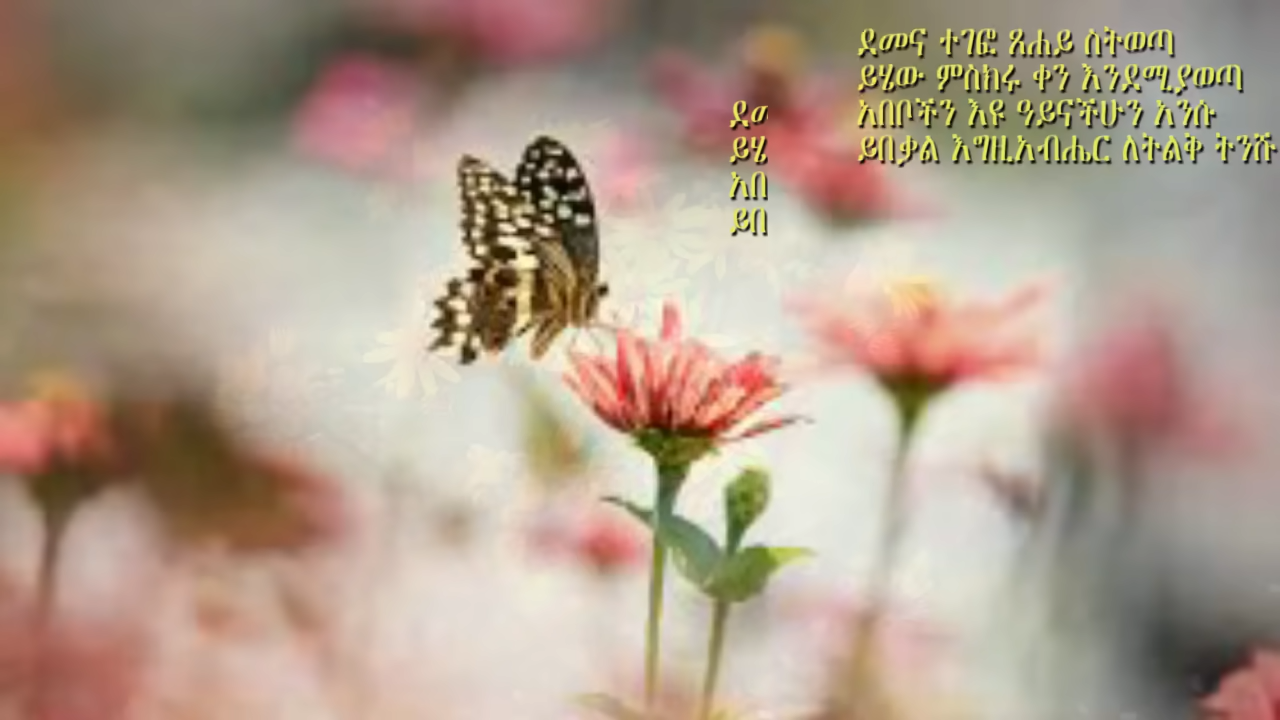 ደመና ተገፎ ጸሐይ ስትወጣ
ይሄው ምስክሩ ቀን እንደሚያወጣ
አበቦችን እዩ ዓይናችሁን አንሱ
ይበቃል እግዚአብሔር ለትልቅ ትንሹ
ደመ
ይሄ
አበ
ይበ